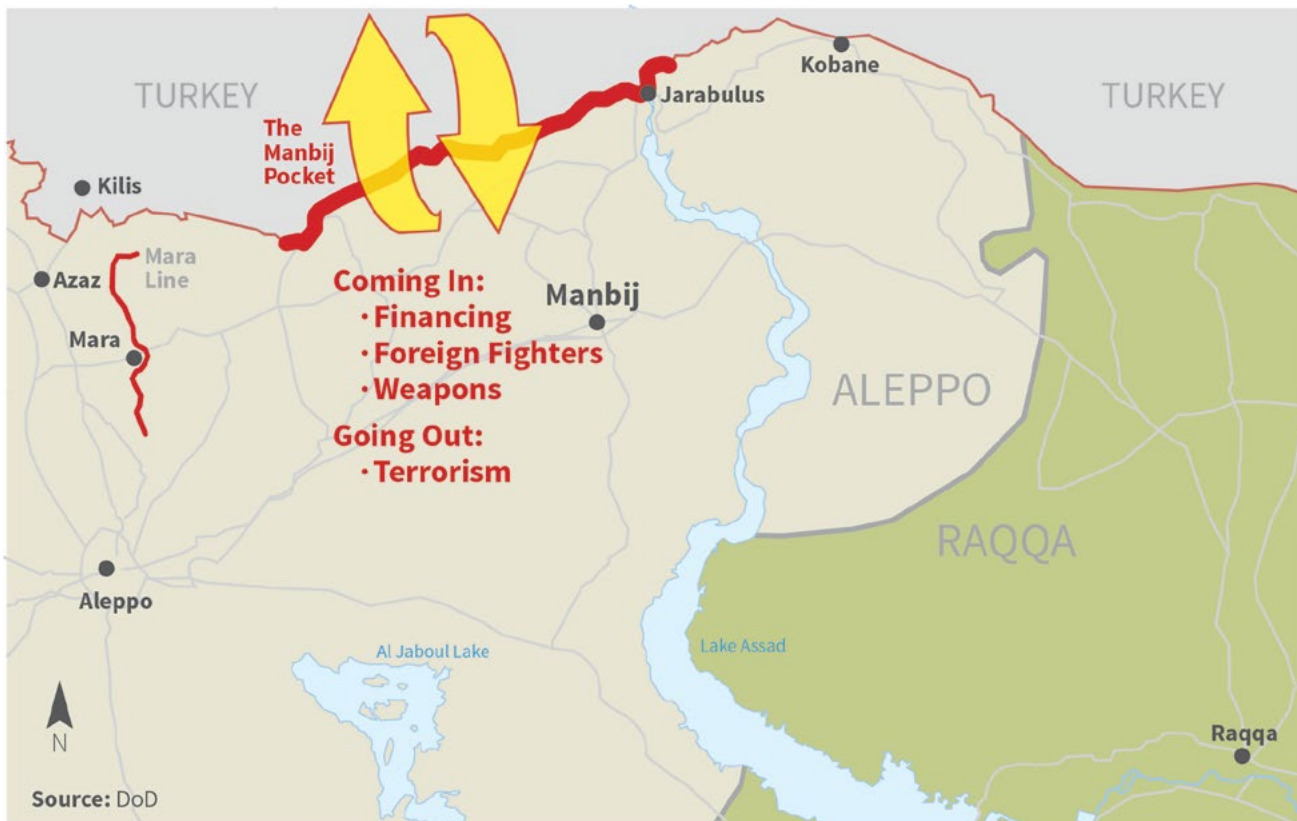 TURKEY
Kobane
TURKEY
Jarabulus
The
Manbij
Pocket
Kilis
Mara
Line
Azaz
Mara
Coming In:
· Financing
· Foreign Fighters
· Weapons
Going Out:
· Terrorism
Manbij
ALEPPO
RAQQA
Aleppo
Al Jaboul Lake
Lake Assad
Raqqa
N
Source: DoD